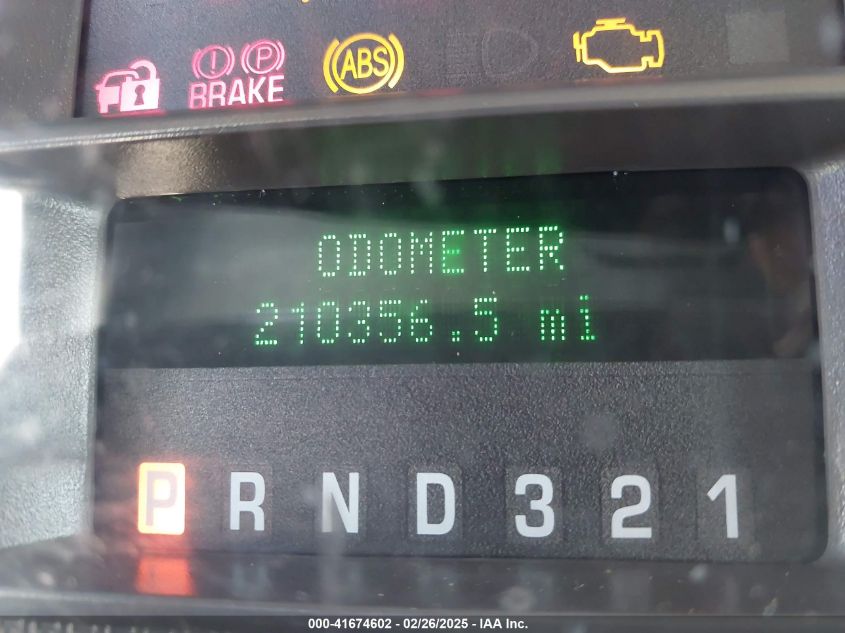 BRAKE ABS
ODOMETER
210356.5 mi
P R N D 3 2 1
000-41674602 - 02/26/2025 - IAA Inc.